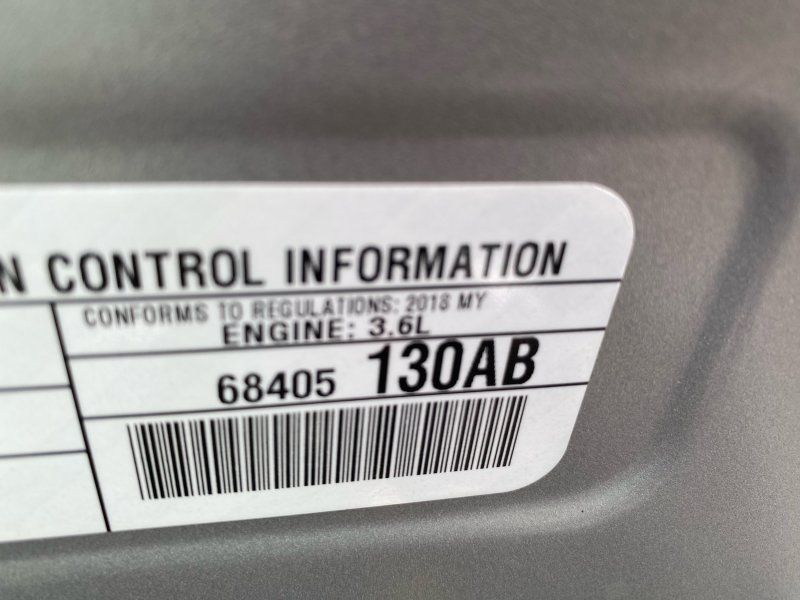 N CONTROL INFORMATION
CONFORMS TO REGULATIONS: 2018 MY
ENGINE: 3.6L
68405 130AB